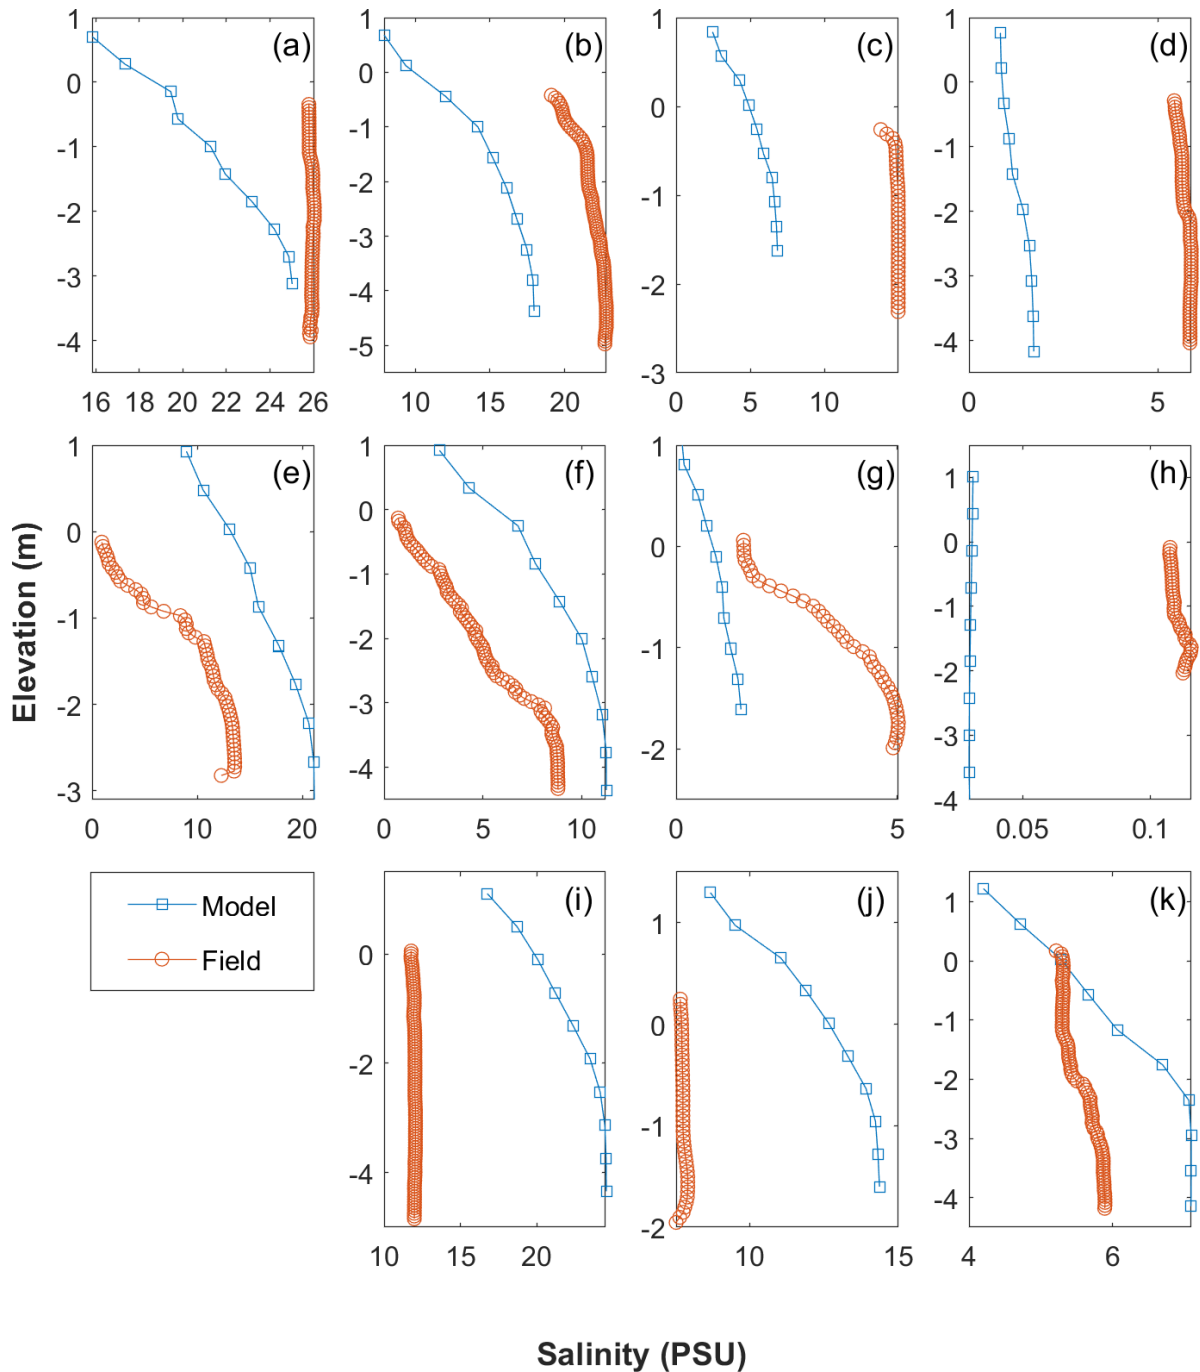 (a) (b) (c) (d)
1 0 -1 -2 -3 -4
16 18 20 22 24 26
1 0 -1 -2 -3 -4 -5
10 15 20
1 0 -1 -2 -3
0 5 10
1 0 -1 -2 -3 -4
0 5
(e) (f) (g) (h)
1 0 -1 -2 -3
0 10 20
1 0 -1 -2 -3 -4
0 5 10
1 0 -1 -2
0 5
1 0 -1 -2 -3 -4
0.05 0.1
Elevation (m)
Model
Field
(i) (j) (k)
0 -2 -4
10 15 20
1 0 -1 -2
10 15
1 0 -1 -2 -3 -4
4 6
Salinity (PSU)